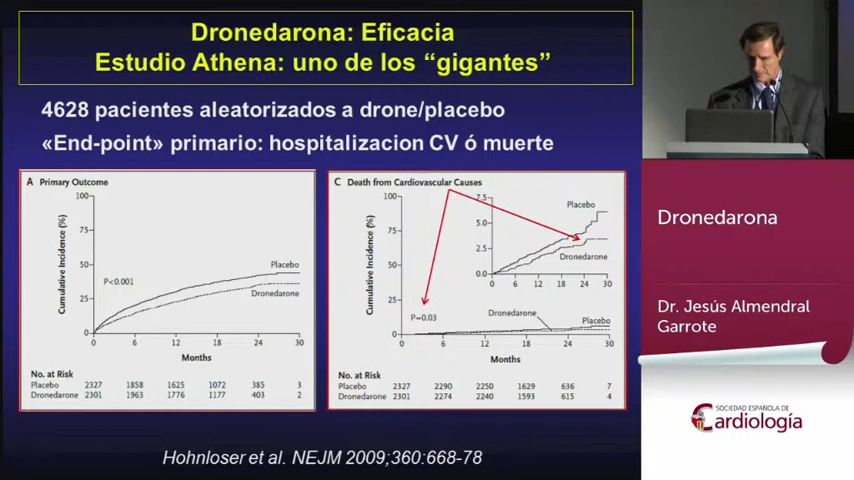 Dronedarona: Eficacia
Estudio Athena: uno de los “gigantes”
4628 pacientes aleatorizados a drone/placebo
«End-point» primario: hospitalizacion CV ó muerte
A Primary Outcome
Cumulative Incidence (%)
100
75
50
25
0
P<0.001
Placebo
Dronedarone
0 6 12 18 24 30
Months
No. at Risk
Placebo 2327 1858 1625 1072 385 3
Dronedarone 2301 1963 1776 1177 403 2
C Death from Cardiovascular Causes
Cumulative Incidence (%)
100
75
50
25
0
7.5
5.0
2.5
0.0
Placebo
Dronedarone
0 6 12 18 24 30
P=0.03
Dronedarone
Placebo
0 6 12 18 24 30
Months
No. at Risk
Placebo 2327 2290 2250 1629 636 7
Dronedarone 2301 2274 2240 1593 615 4
Hohnloser et al. NEJM 2009;360:668-78
Dronedarona
Dr. Jesús Almendral
Garrote
SOCIEDAD ESPAÑOLA DE
Cardiología